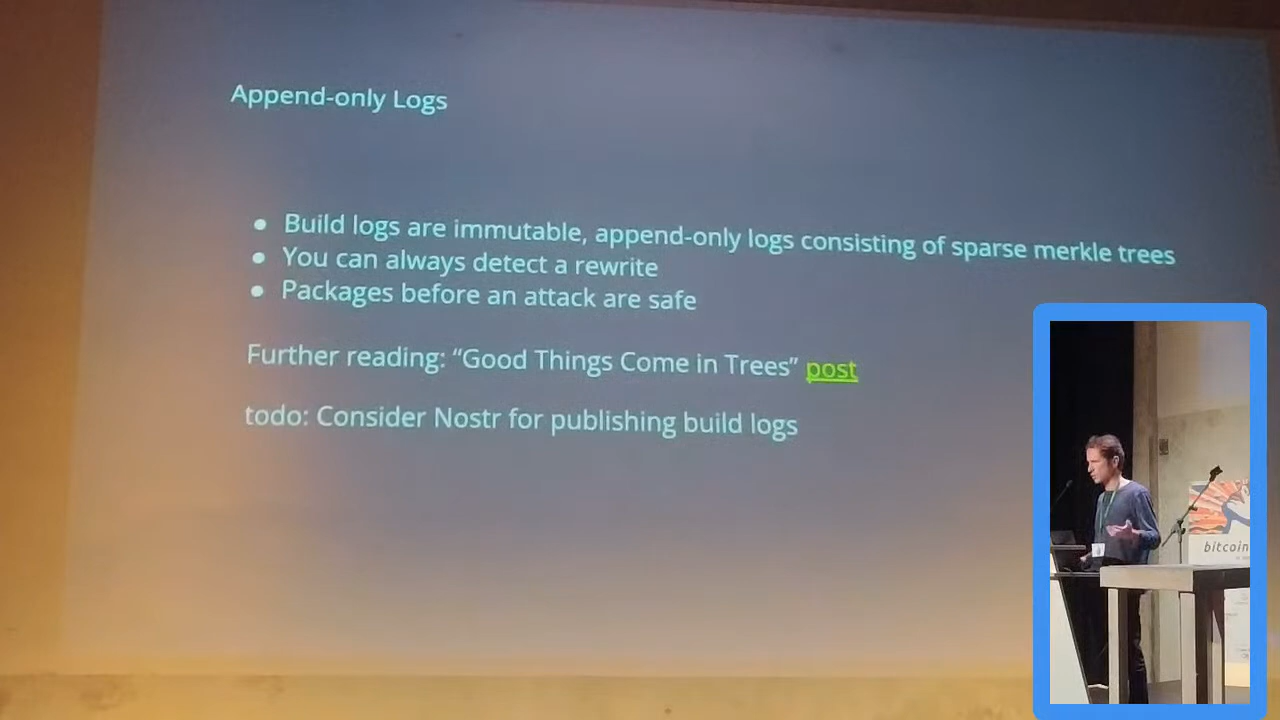 Append-only Logs
● Build logs are immutable, append-only logs consisting of sparse merkle trees
● You can always detect a rewrite
● Packages before an attack are safe
Further reading: “Good Things Come in Trees” post
todo: Consider Nostr for publishing build logs
bitcoin